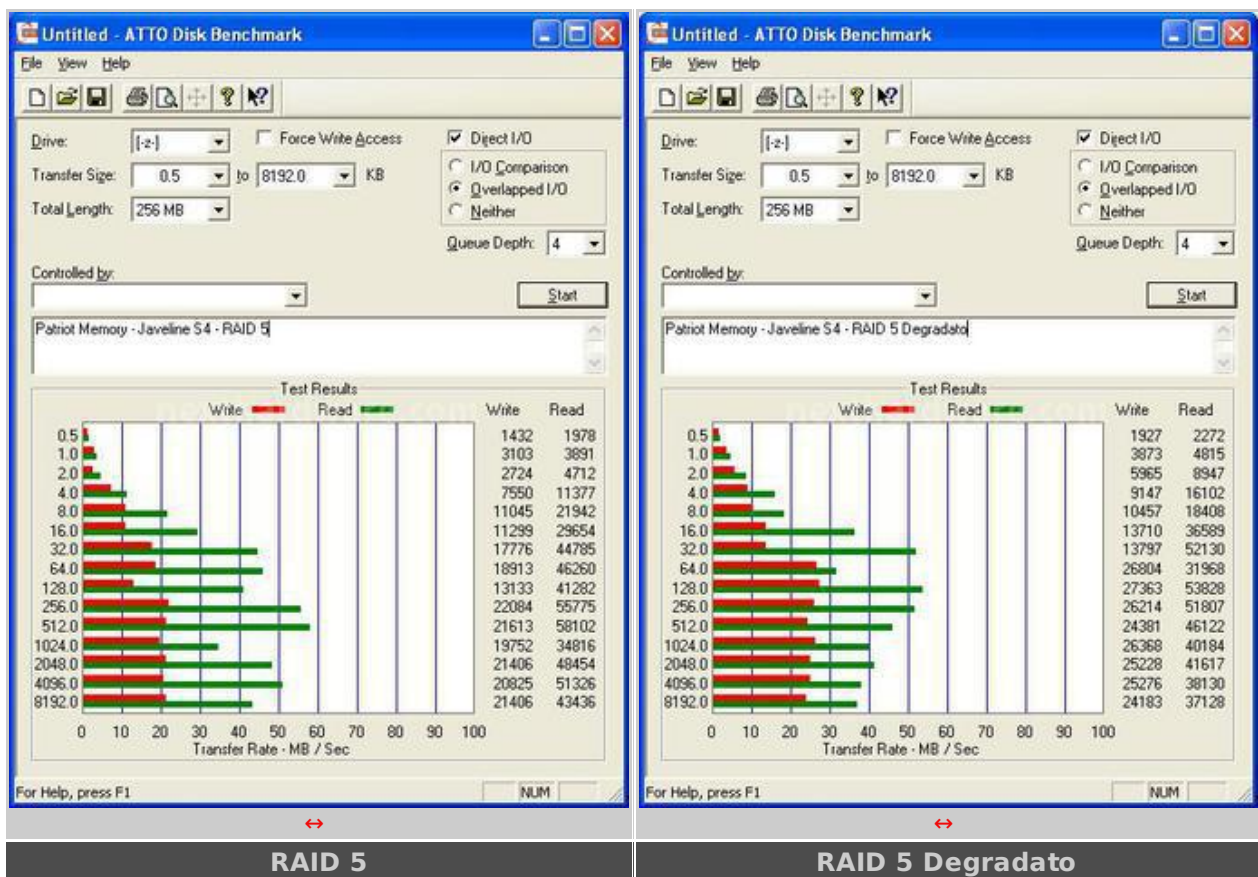 Untitled - ATTO Disk Benchmark
File View Help
Drive: [-z-] Force Write Access Direct I/O
Transfer Size: 0.5 to 8192.0 KB I/O Comparison
Overlapped I/O
Total Length: 256 MB Neither
Queue Depth: 4
Controlled by:
Start
Patriot Memory - Javeline S4 - RAID 5
Test Results
Write Read Write Read
0.5 1432 1978
1.0 3103 3891
2.0 2724 4712
4.0 7550 11377
8.0 11045 21942
16.0 11299 29654
32.0 17776 44785
64.0 18913 46260
128.0 13133 41282
256.0 22084 55775
512.0 21613 58102
1024.0 19752 34816
2048.0 21406 48454
4096.0 20825 51326
8192.0 21406 43436
0 10 20 30 40 50 60 70 80 90 100
Transfer Rate - MB / Sec
For Help, press F1 NUM
RAID 5
Untitled - ATTO Disk Benchmark
File View Help
Drive: [-z-] Force Write Access Direct I/O
Transfer Size: 0.5 to 8192.0 KB I/O Comparison
Overlapped I/O
Total Length: 256 MB Neither
Queue Depth: 4
Controlled by:
Start
Patriot Memory - Javeline S4 - RAID 5 Degradato
Test Results
Write Read Write Read
0.5 1927 2272
1.0 3873 4815
2.0 5965 8947
4.0 9147 16102
8.0 10457 18408
16.0 13710 36589
32.0 13797 52130
64.0 26804 31968
128.0 27363 53828
256.0 26214 51807
512.0 24381 46122
1024.0 26368 40184
2048.0 25228 41617
4096.0 25276 38130
8192.0 24183 37128
0 10 20 30 40 50 60 70 80 90 100
Transfer Rate - MB / Sec
For Help, press F1 NUM
RAID 5 Degradato